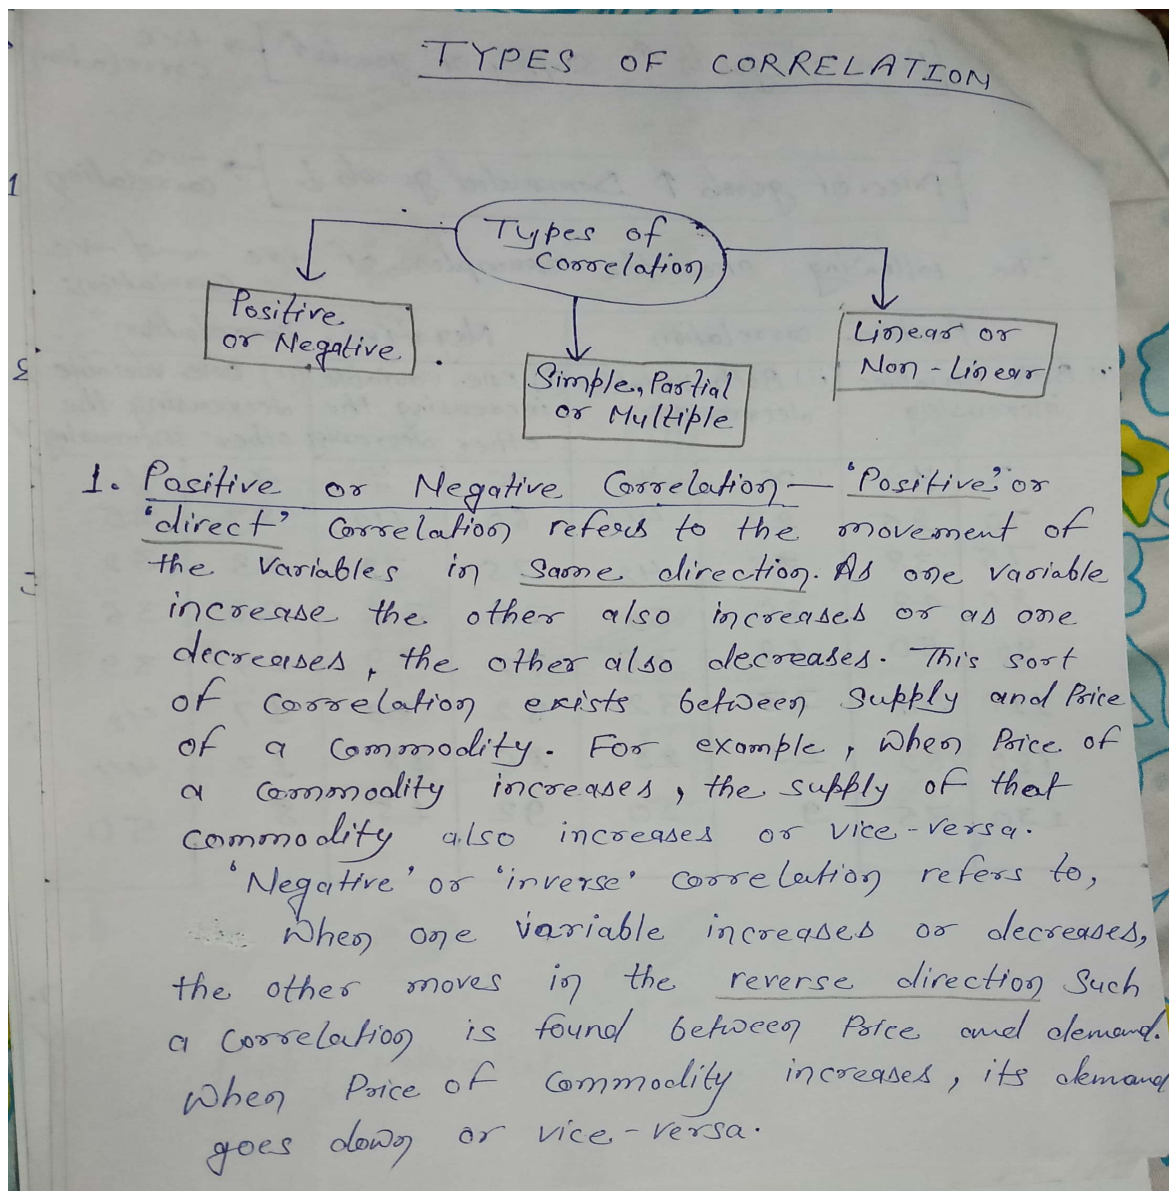 TYPES OF CORRELATION
1
Types of
Correlation
Positive
or Negative
Simple, Partial
or Multiple
Linear or
Non - Linear
1. Positive or Negative Correlation — 'Positive' or
'direct' Correlation refers to the movement of
the Variables in Same direction. As one variable
increase the other also increases or as one
decreases, the other also decreases. This sort
of correlation exists between Supply and Price
of a Commodity. For example, when Price of
a Commodity increases, the supply of that
Commodity also increases or vice-versa.
'Negative' or 'inverse' correlation refers to,
When one variable increases or decreases,
the other moves in the reverse direction Such
a Correlation is found between Price and demand.
When Price of Commodity increases, its demand
goes down or vice-versa.